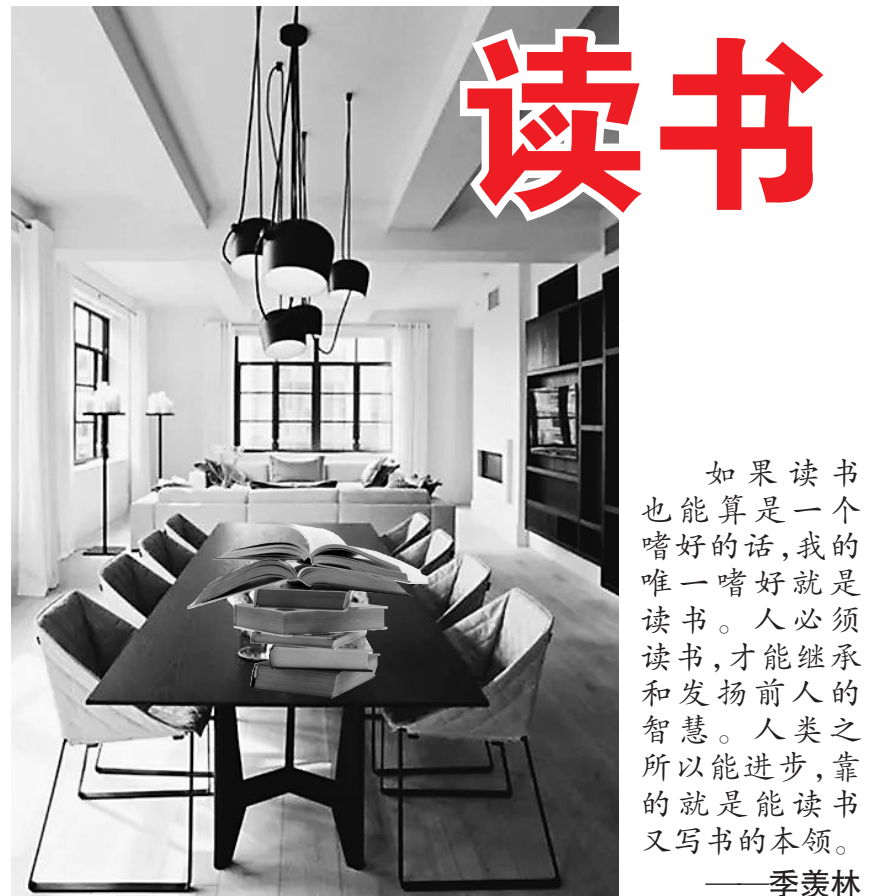 读书
如果读书
也能算是一个
嗜好的话,我的
唯一嗜好就是
读书。人必须
读书,才能继承
和发扬前人的
智慧。人类之
所以能进步,靠
的就是能读书
又写书的本领。
——季羡林